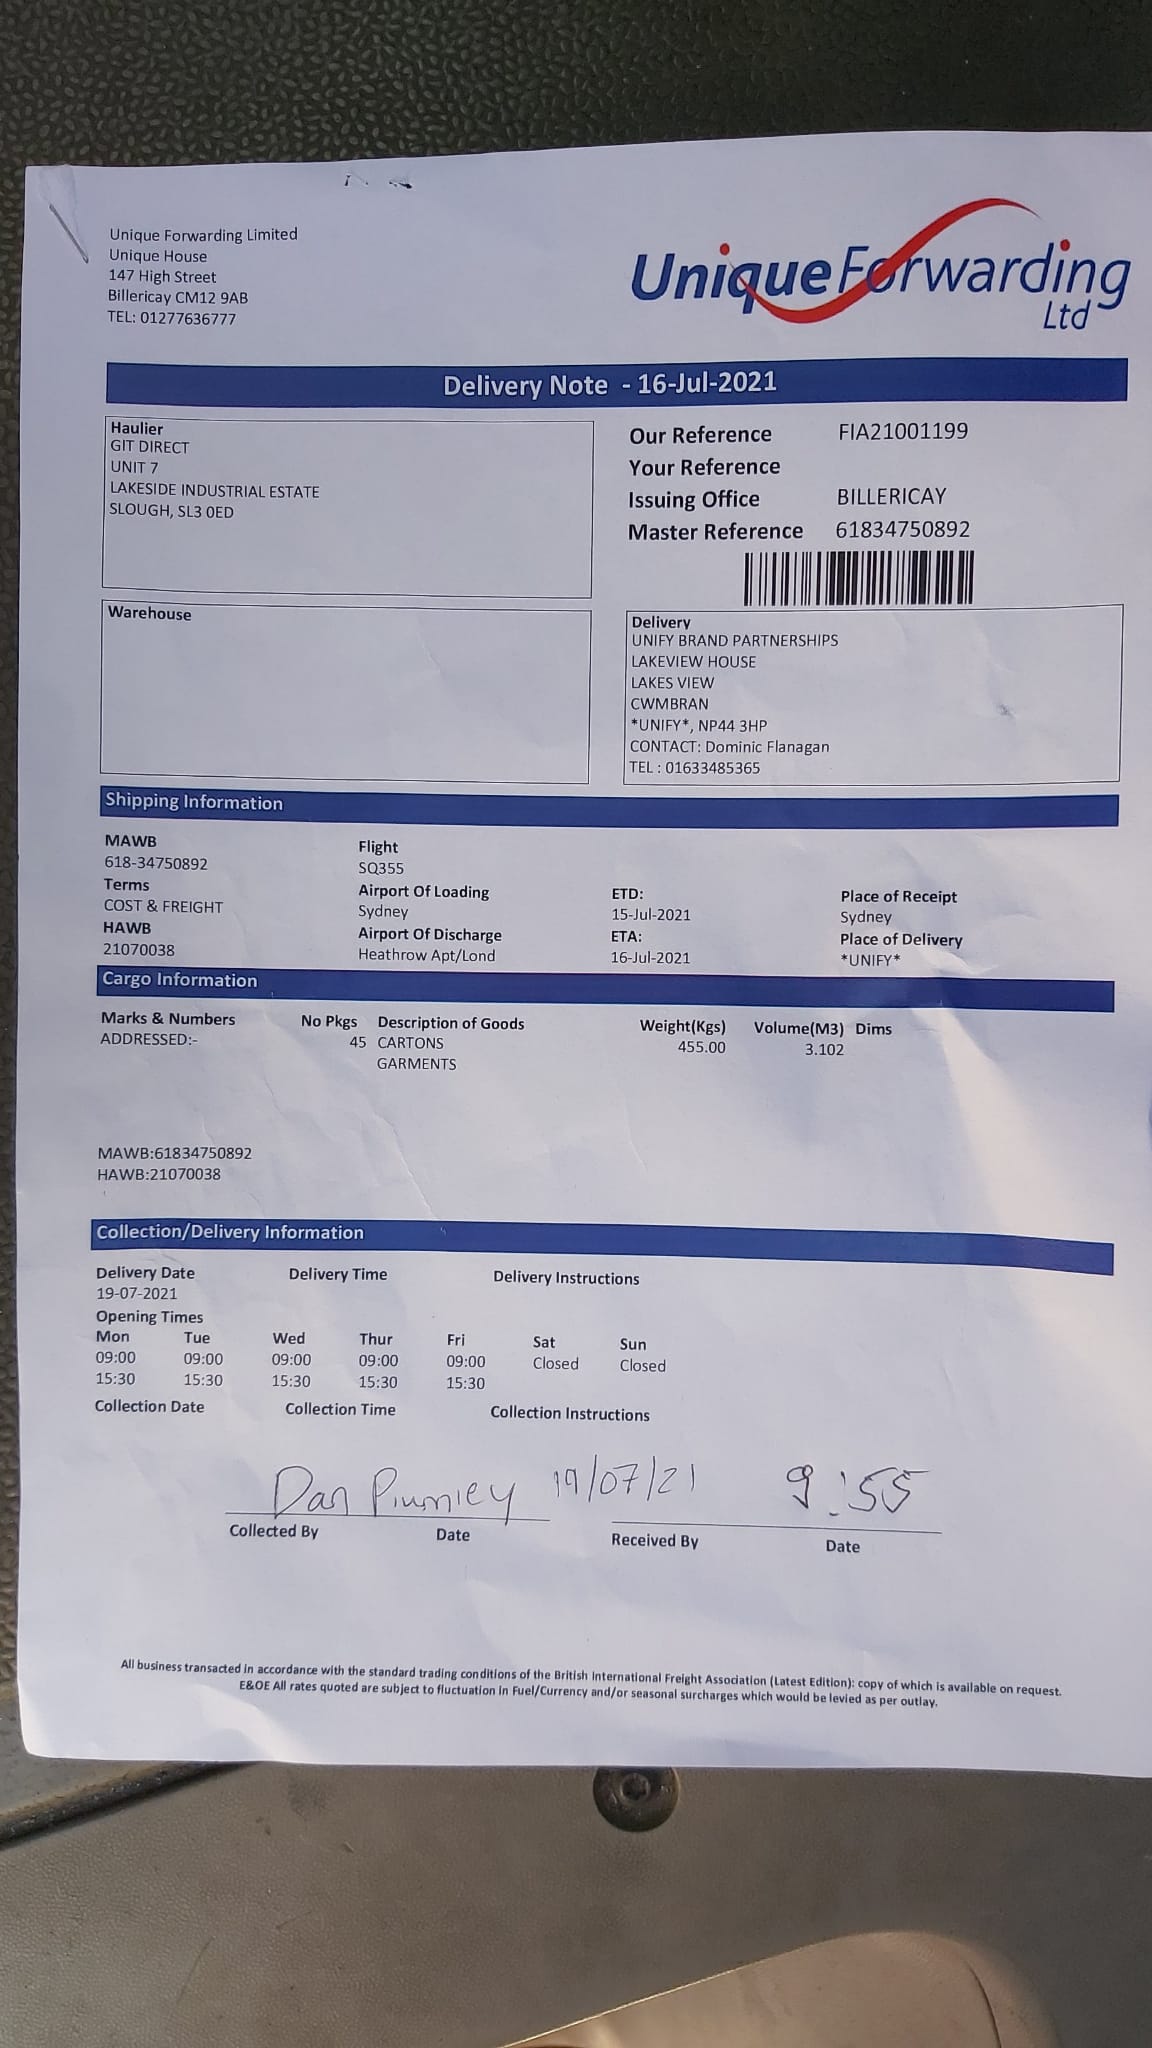 Unique Forwarding Limited
Unique House
147 High Street
Billericay CM12 9AB
TEL: 01277636777
UniqueForwarding
Ltd
Delivery Note - 16-Jul-2021
Haulier
GIT DIRECT
UNIT 7
LAKESIDE INDUSTRIAL ESTATE
SLOUGH, SL3 0ED
Our Reference FIA21001199
Your Reference
Issuing Office BILLERICAY
Master Reference 61834750892
Warehouse
Delivery
UNIFY BRAND PARTNERSHIPS
LAKEVIEW HOUSE
LAKES VIEW
CWMBRAN
*UNIFY*, NP44 3HP
CONTACT: Dominic Flanagan
TEL : 01633485365
Shipping Information
MAWB Flight
618-34750892 SQ355
Terms Airport Of Loading ETD: Place of Receipt
COST & FREIGHT Sydney 15-Jul-2021 Sydney
HAWB Airport Of Discharge ETA: Place of Delivery
21070038 Heathrow Apt/Lond 16-Jul-2021 *UNIFY*
Cargo Information
Marks & Numbers No Pkgs Description of Goods Weight(Kgs) Volume(M3) Dims
ADDRESSED:- 45 CARTONS 455.00 3.102
GARMENTS
MAWB:61834750892
HAWB:21070038
Collection/Delivery Information
Delivery Date Delivery Time Delivery Instructions
19-07-2021
Opening Times
Mon Tue Wed Thur Fri Sat Sun
09:00 09:00 09:00 09:00 09:00 Closed Closed
15:30 15:30 15:30 15:30 15:30
Collection Date Collection Time Collection Instructions
Dan 19/07/21 9:55
Collected By Date Received By Date
All business transacted in accordance with the standard trading conditions of the British International Freight Association (Latest Edition): copy of which is available on request.
E&OE All rates quoted are subject to fluctuation in Fuel/Currency and/or seasonal surcharges which would be levied as per outlay.